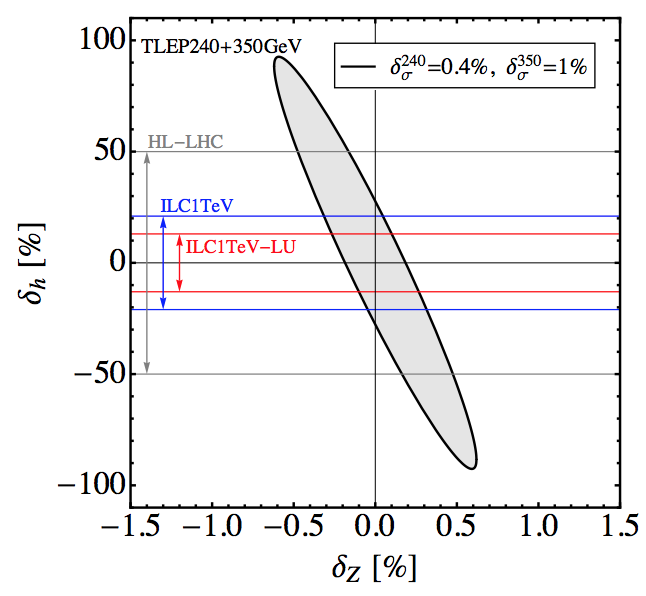 TLEP240+350GeV
δσ²⁴⁰=0.4%, δσ³⁵⁰=1%
HL−LHC
ILC1TeV
ILC1TeV−LU
δh [%]
100
50
0
−50
−100
−1.5 −1.0 −0.5 0.0 0.5 1.0 1.5
δZ [%]